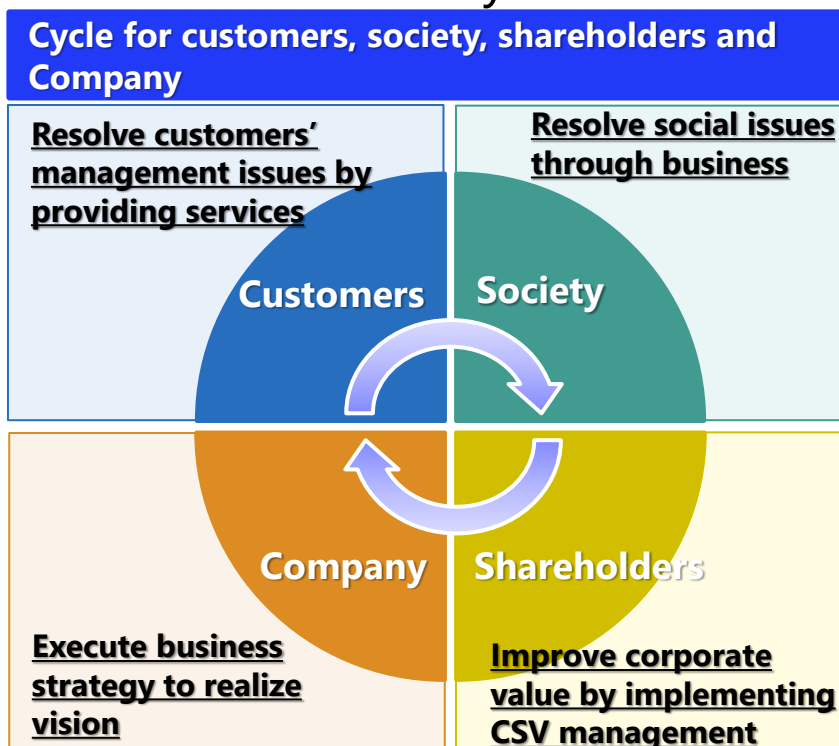 Cycle for customers, society, shareholders and
Company
Resolve customers’
management issues by
providing services
Resolve social issues
through business
Customers
Society
Company
Shareholders
Execute business
strategy to realize
vision
Improve corporate
value by implementing
CSV management